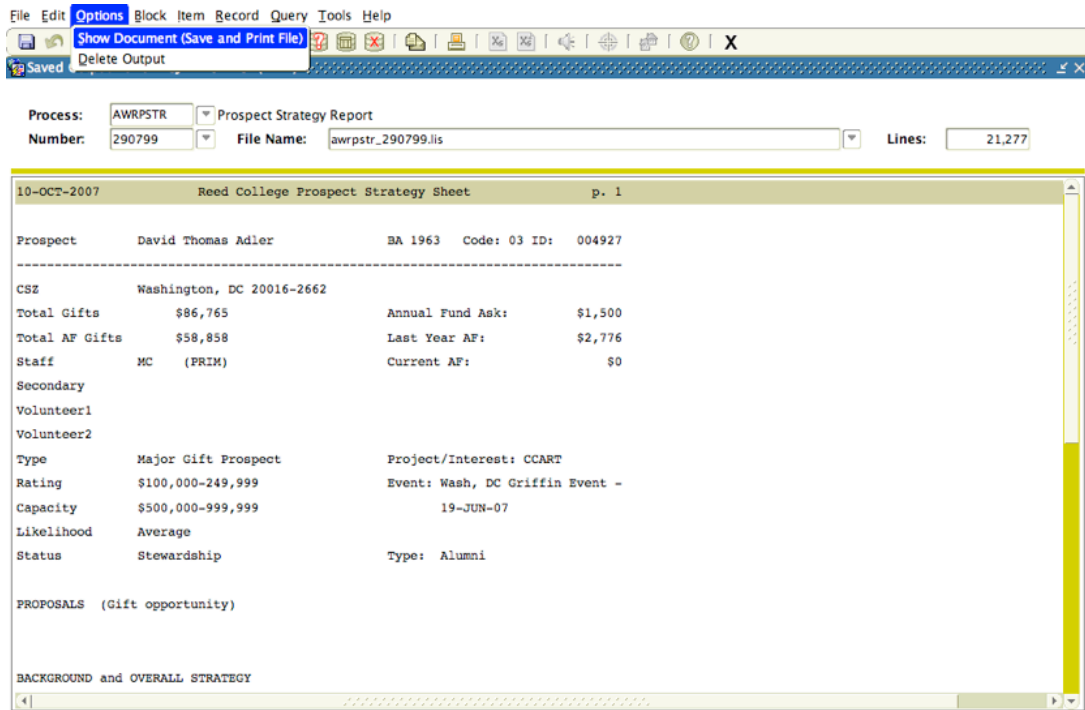 File Edit Options Block Item Record Query Tools Help
Show Document (Save and Print File)
X
Delete Output
Saved
Process: AWRPSTR Prospect Strategy Report
Number: 290799 File Name: awrpstr_290799.lis Lines: 21,277
10-OCT-2007 Reed College Prospect Strategy Sheet p. 1
Prospect David Thomas Adler BA 1963 Code: 03 ID: 004927
--------------------------------------------------------------------------------
CSZ Washington, DC 20016-2662
Total Gifts $86,765 Annual Fund Ask: $1,500
Total AF Gifts $58,858 Last Year AF: $2,776
Staff MC (PRIM) Current AF: $0
Secondary
Volunteer1
Volunteer2
Type Major Gift Prospect Project/Interest: CCART
Rating $100,000-249,999 Event: Wash, DC Griffin Event -
Capacity $500,000-999,999 19-JUN-07
Likelihood Average
Status Stewardship Type: Alumni
PROPOSALS (Gift opportunity)
BACKGROUND and OVERALL STRATEGY